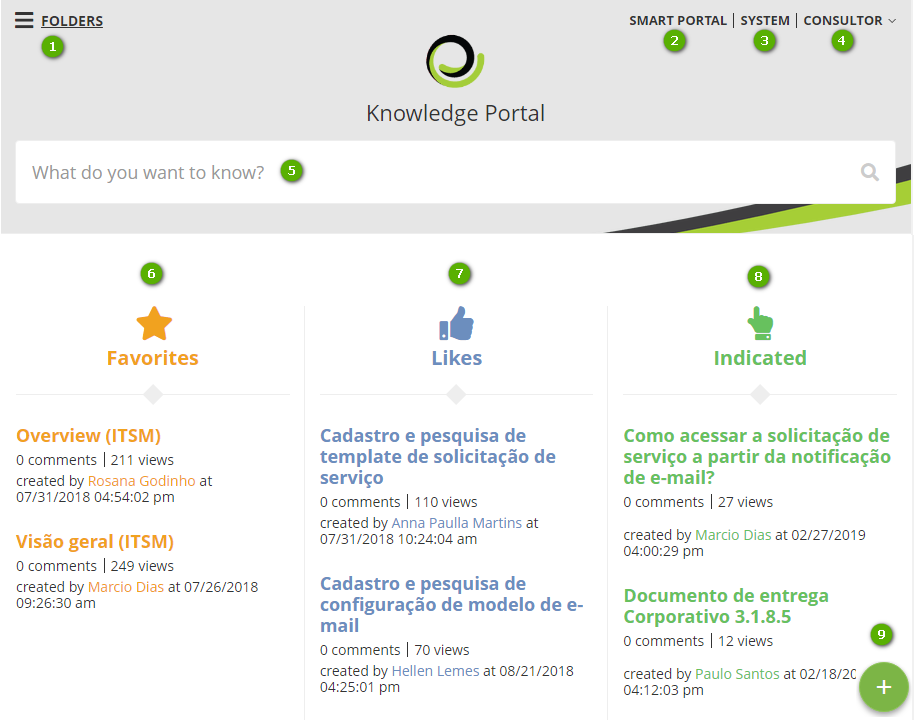 FOLDERS
SMART PORTAL | SYSTEM | CONSULTOR
1
2
3
4
Knowledge Portal
What do you want to know?
5
6
7
8
Favorites
Likes
Indicated
Overview (ITSM)
0 comments | 211 views
created by Rosana Godinho at
07/31/2018 04:54:02 pm
Visão geral (ITSM)
0 comments | 249 views
created by Marcio Dias at 07/26/2018
09:26:30 am
Cadastro e pesquisa de
template de solicitação de
serviço
0 comments | 110 views
created by Anna Paulla Martins at
07/31/2018 10:24:04 am
Cadastro e pesquisa de
configuração de modelo de e-
mail
0 comments | 70 views
created by Hellen Lemes at 08/21/2018
04:25:01 pm
Como acessar a solicitação de
serviço a partir da notificação
de e-mail?
0 comments | 27 views
created by Marcio Dias at 02/27/2019
04:00:29 pm
Documento de entrega
Corporativo 3.1.8.5
0 comments | 12 views
created by Paulo Santos at 02/18/20
04:12:03 pm
9
+